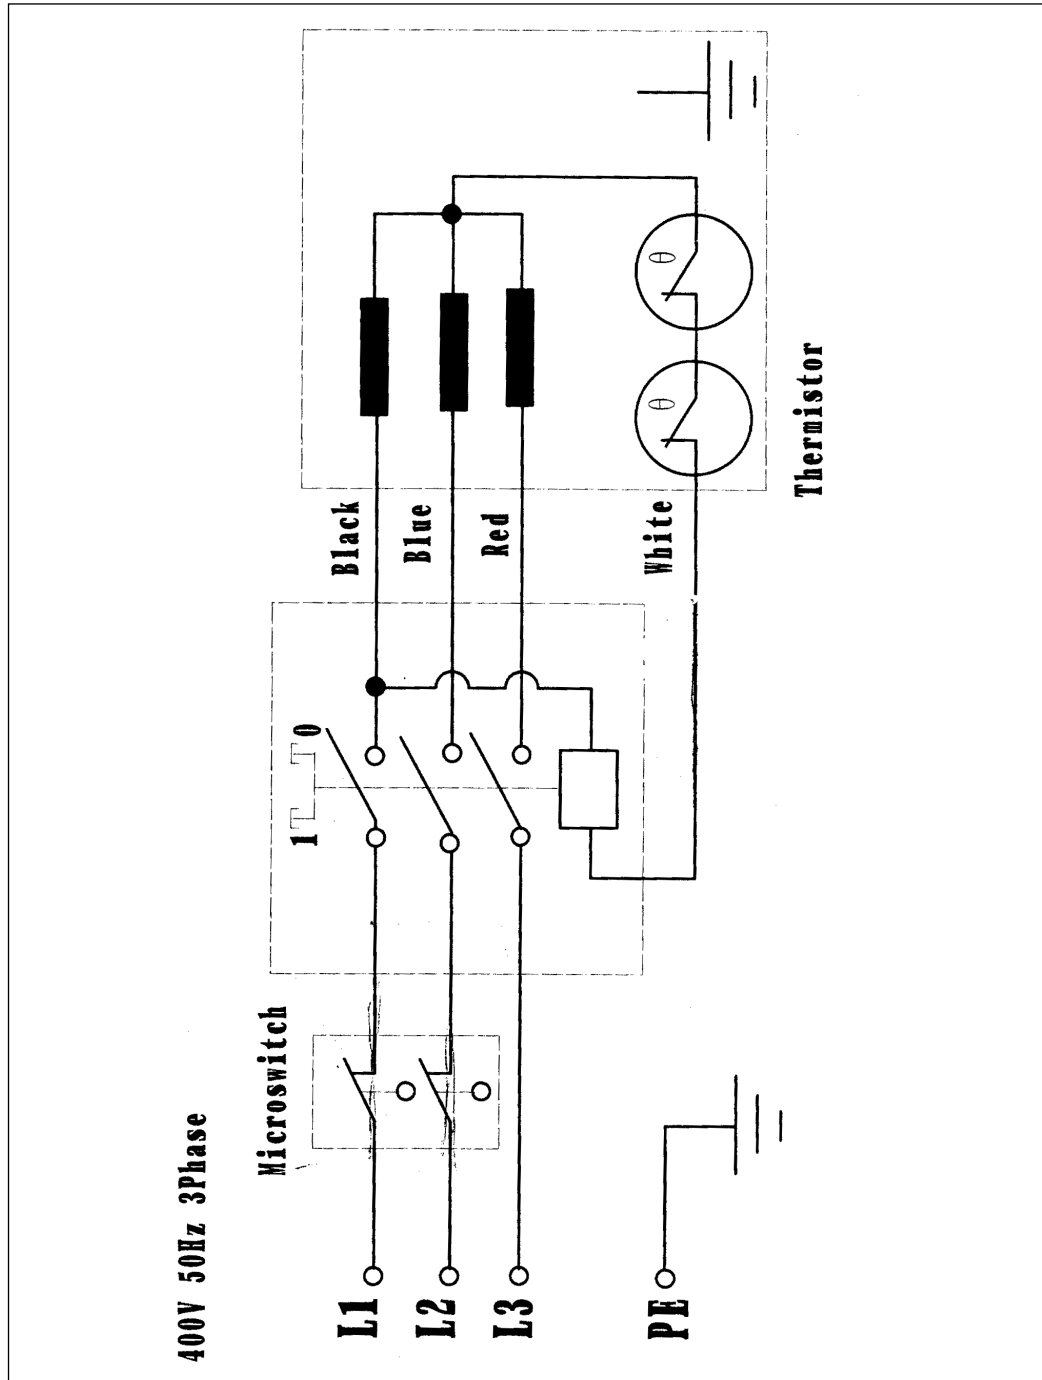 400V 50Hz 3Phase
L1
L2
L3
PE
Microswitch
1
0
Black
Blue
Red
White
θ
θ
Thermistor